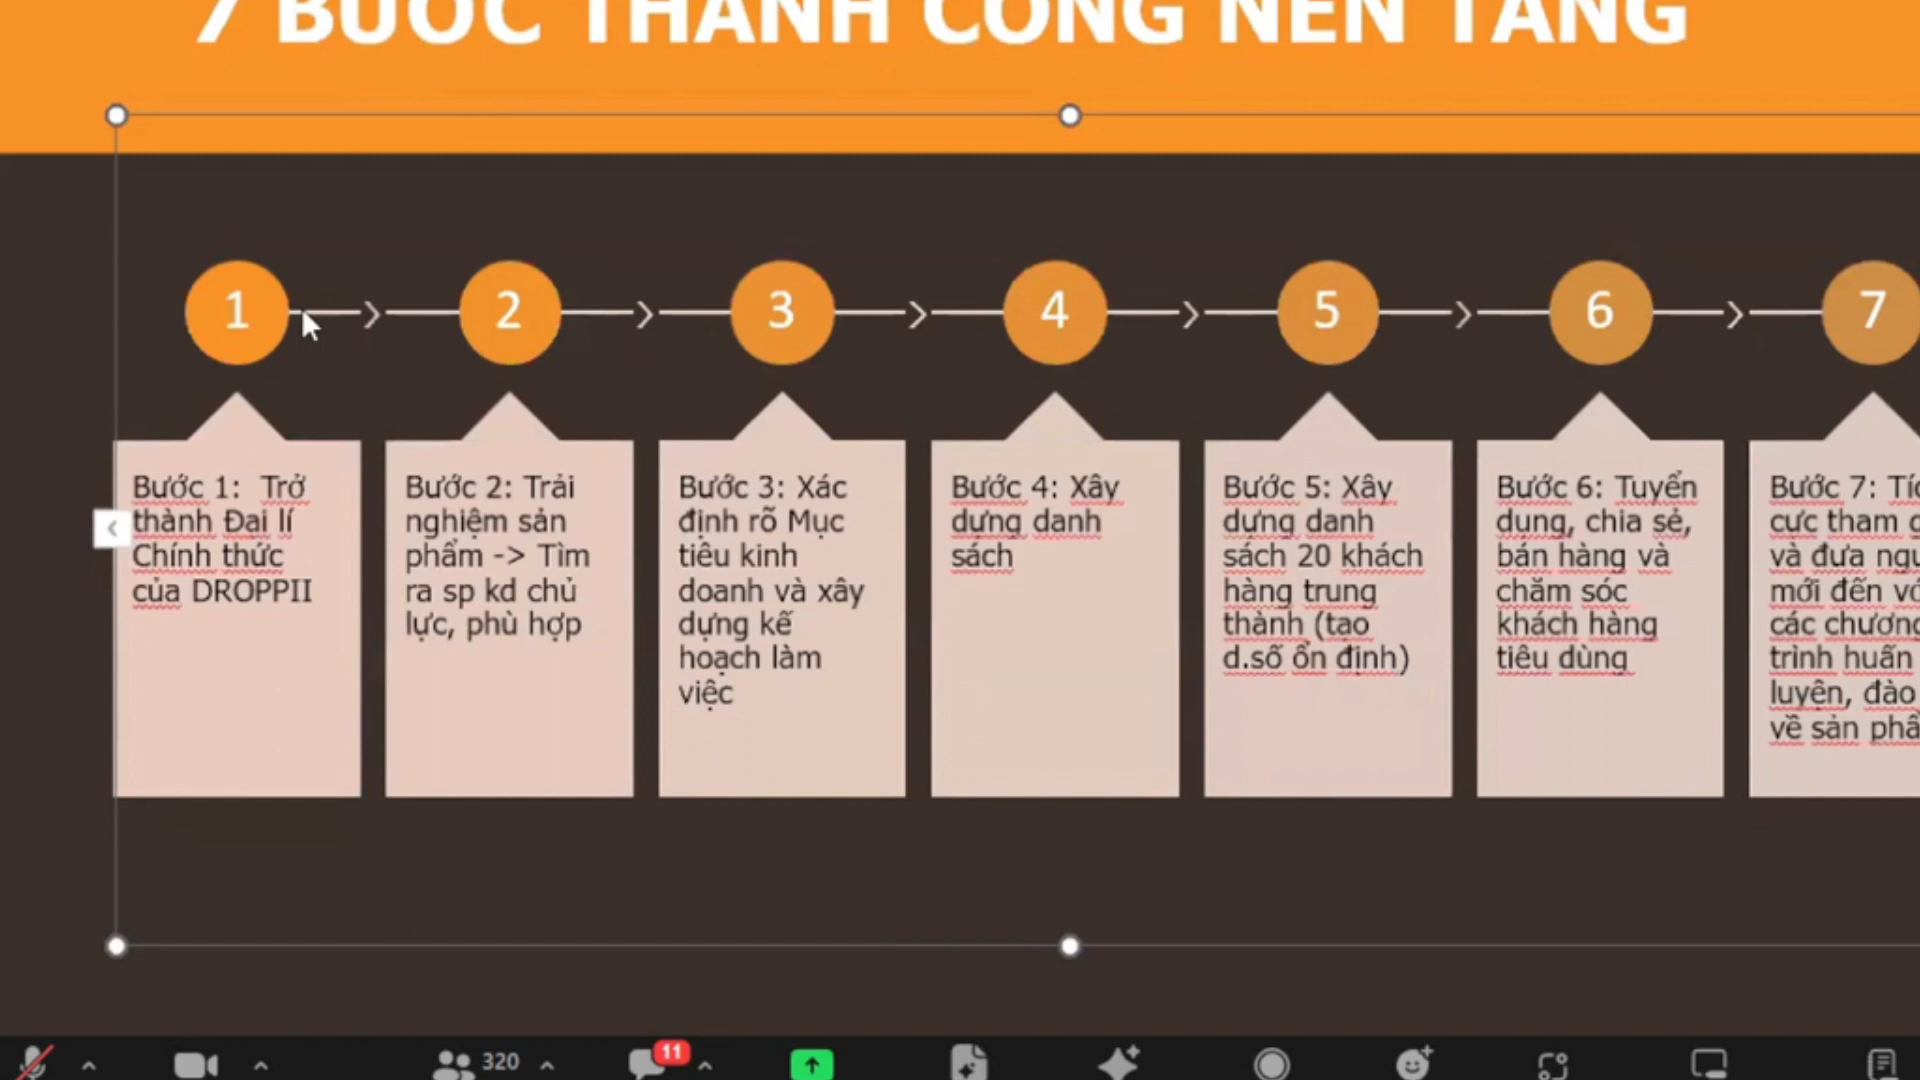 7 BƯỚC THÀNH CÔNG NỀN TẢNG
1
2
3
4
5
6
7
Bước 1: Trở
thành Đại lí
Chính thức
của DROPPII
Bước 2: Trải
nghiệm sản
phẩm -> Tìm
ra sp kd chủ
lực, phù hợp
Bước 3: Xác
định rõ Mục
tiêu kinh
doanh và xây
dựng kế
hoạch làm
việc
Bước 4: Xây
dựng danh
sách
Bước 5: Xây
dựng danh
sách 20 khách
hàng trung
thành (tạo
d.số ổn định)
Bước 6: Tuyển
dụng, chia sẻ,
bán hàng và
chăm sóc
khách hàng
tiêu dùng
Bước 7:
cực tham
và đưa
mới đến
các
trình huấn
luyện, đào
về sản
320
11